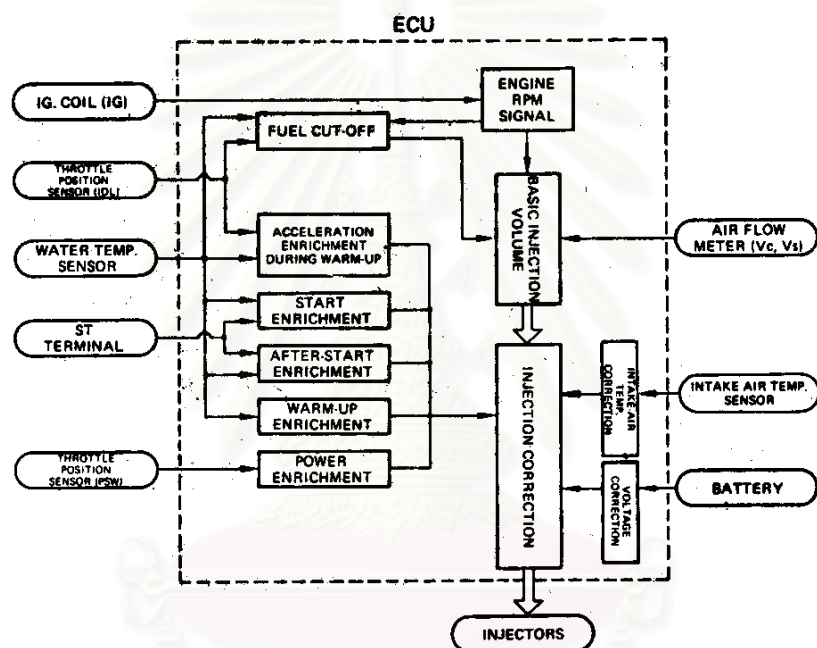 ECU
IG. COIL (IG)
ENGINE
RPM
SIGNAL
FUEL CUT-OFF
THROTTLE
POSITION
SENSOR (IDL)
BASIC INJECTION
VOLUME
ACCELERATION
ENRICHMENT
DURING WARM-UP
WATER TEMP.
SENSOR
AIR FLOW
METER (Vc, Vs)
START
ENRICHMENT
ST
TERMINAL
AFTER-START
ENRICHMENT
INJECTION CORRECTION
INTAKE-AIR
TEMP.
CORRECTION
INTAKE AIR TEMP.
SENSOR
WARM-UP
ENRICHMENT
THROTTLE
POSITION
SENSOR (PSW)
POWER
ENRICHMENT
VOLTAGE
CORRECTION
BATTERY
INJECTORS